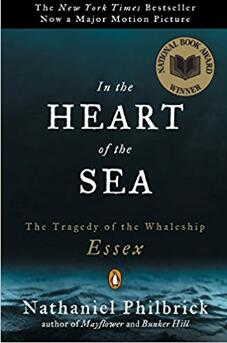 The New York Times Bestseller
Now a Major Motion Picture
NATIONAL BOOK AWARD
WINNER
In the
HEART
of the
SEA
The Tragedy of the Whaleship
Essex
Nathaniel Philbrick
author of Mayflower and Bunker Hill